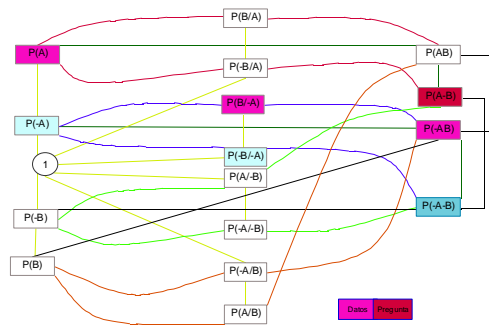 P(B/A)
P(A)
P(AB)
P(-B/A)
P(A-B)
P(B/-A)
P(-A)
P(-AB)
P(-B/-A)
1
P(A/-B)
P(-A-B)
P(-B)
P(-A/-B)
P(B)
P(-A/B)
P(A/B)
Datos Pregunta